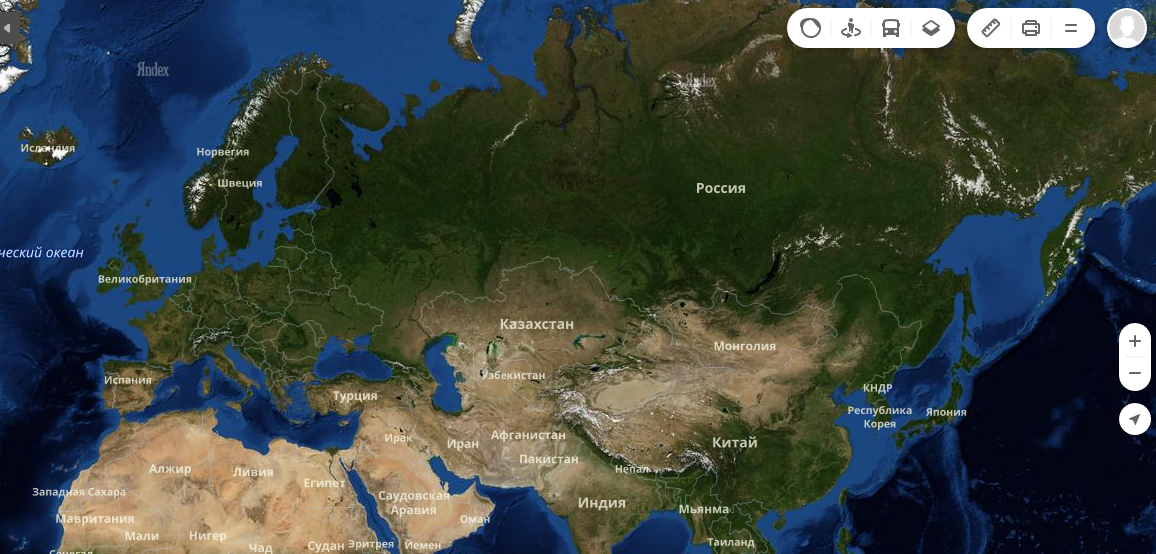 Яndex
Яndex
Исландия
Норвегия
Швеция
Россия
ческий океан
Великобритания
Казахстан
Монголия
Узбекистан
Испания
КНДР
Турция
Республика
Корея
Япония
Ирак
Иран
Афганистан
Китай
Пакистан
Непал
Алжир
Ливия
Египет
Западная Сахара
Саудовская
Аравия
Индия
Мьянма
Мавритания
Оман
Мали
Нигер
Чад
Судан
Эритрея
Йемен
Таиланд
Сенегал